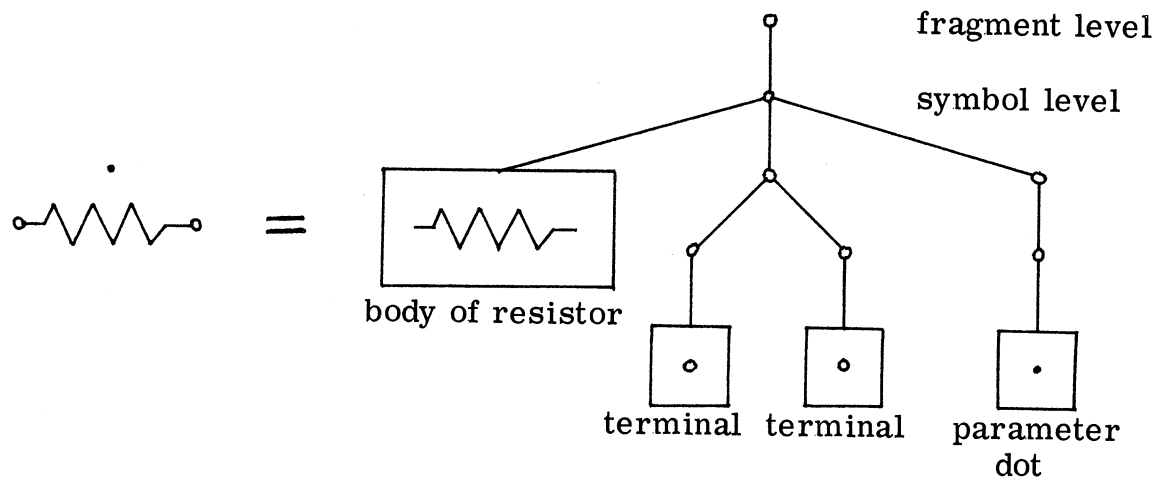 fragment level
symbol level
=
body of resistor
terminal
terminal
parameter
dot